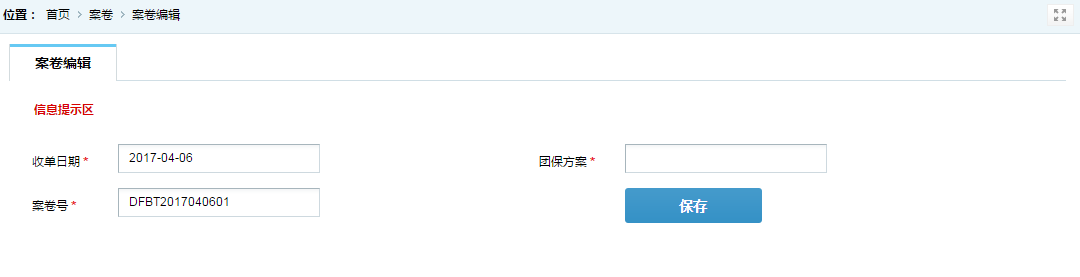 位置： 首页 案卷 案卷编辑
案卷编辑
信息提示区
收单日期 * 2017-04-06 团保方案 *
案卷号 * DFBT2017040601 保存